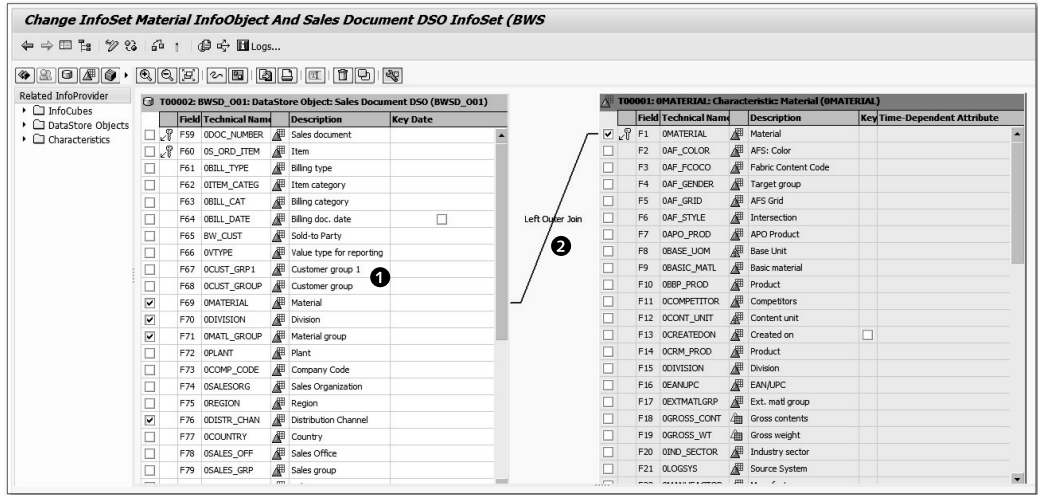 Change InfoSet Material InfoObject And Sales Document DSO InfoSet (BWS
Logs...
Related InfoProvider
InfoCubes
DataStore Objects
Characteristics
T00002: BWSD_O01: DataStore Object: Sales Document DSO (BWSD_O01)
Field Technical Name Description Key Date
F59 0DOC_NUMBER Sales document
F60 0S_ORD_ITEM Item
F61 0BILL_TYPE Billing type
F62 0ITEM_CATEG Item category
F63 0BILL_CAT Billing category
F64 0BILL_DATE Billing doc. date
F65 BW_CUST Sold-to Party
F66 0VTYPE Value type for reporting
F67 0CUST_GRP1 Customer group 1
F68 0CUST_GROUP Customer group
F69 0MATERIAL Material
F70 0DIVISION Division
F71 0MATL_GROUP Material group
F72 0PLANT Plant
F73 0COMP_CODE Company Code
F74 0SALESORG Sales Organization
F75 0REGION Region
F76 0DISTR_CHAN Distribution Channel
F77 0COUNTRY Country
F78 0SALES_OFF Sales Office
F79 0SALES_GRP Sales group
1
Left Outer Join
2
T00001: 0MATERIAL: Characteristic: Material (0MATERIAL)
Field Technical Name Description Key Time-Dependent Attribute
F1 0MATERIAL Material
F2 0AF_COLOR AFS: Color
F3 0AF_FCOCO Fabric Content Code
F4 0AF_GENDER Target group
F5 0AF_GRID AFS Grid
F6 0AF_STYLE Intersection
F7 0APO_PROD APO Product
F8 0BASE_UOM Base Unit
F9 0BASIC_MATL Basic material
F10 0BBP_PROD Product
F11 0COMPETITOR Competitors
F12 0CONT_UNIT Content unit
F13 0CREATEDON Created on
F14 0CRM_PROD Product
F15 0DIVISION Division
F16 0EANUPC EAN/UPC
F17 0EXTMATLGRP Ext. matl group
F18 0GROSS_CONT Gross contents
F19 0GROSS_WT Gross weight
F20 0IND_SECTOR Industry sector
F21 0LOGSYS Source System